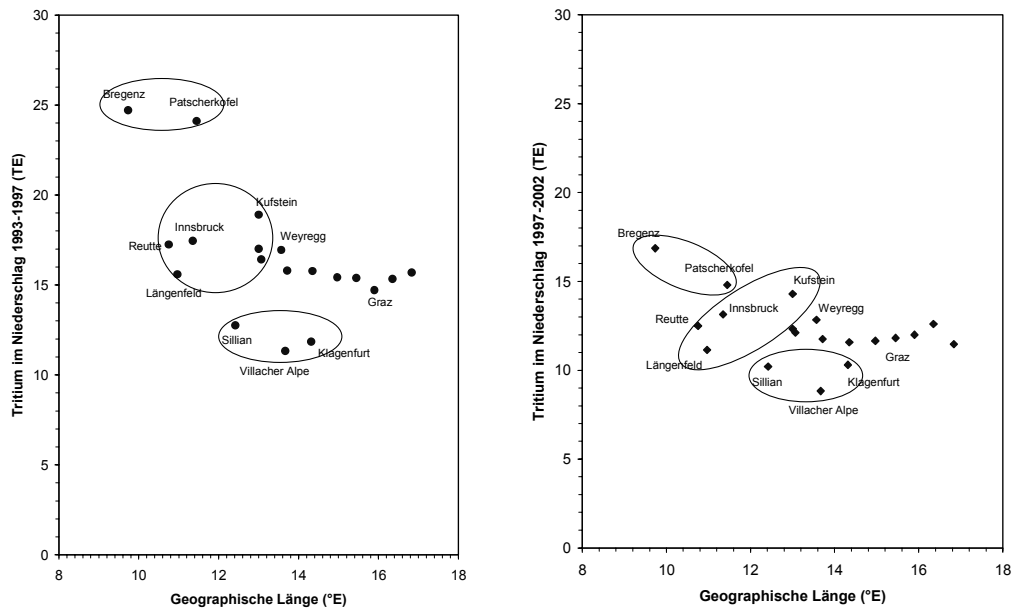 30
25
20
15
10
5
0
Tritium im Niederschlag 1993-1997 (TE)
Bregenz
Patscherkofel
Kufstein
Innsbruck
Weyregg
Reutte
Längenfeld
Graz
Sillian
Klagenfurt
Villacher Alpe
8 10 12 14 16 18
Geographische Länge (°E)
30
25
20
15
10
5
0
Tritium im Niederschlag 1997-2002 (TE)
Bregenz
Patscherkofel
Kufstein
Innsbruck
Weyregg
Reutte
Längenfeld
Graz
Sillian
Klagenfurt
Villacher Alpe
8 10 12 14 16 18
Geographische Länge (°E)